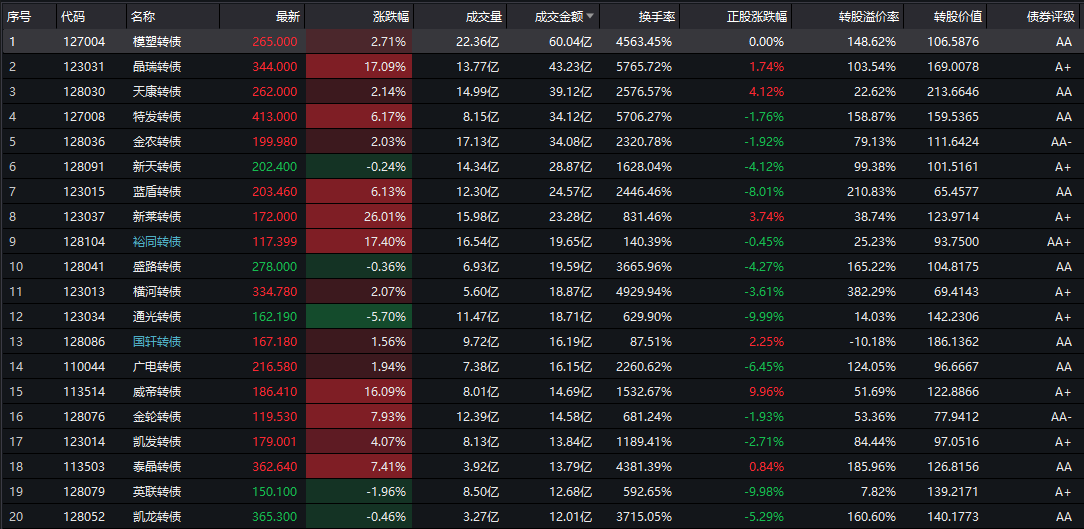 序号 代码 名称 最新 涨跌幅 成交量 成交金额 换手率 正股涨跌幅 转股溢价率 转股价值 债券评级
1 127004 模塑转债 265.000 2.71% 22.36亿 60.04亿 4563.45% 0.00% 148.62% 106.5876 AA
2 123031 晶瑞转债 344.000 17.09% 13.77亿 43.23亿 5765.72% 1.74% 103.54% 169.0078 A+
3 128030 天康转债 262.000 2.14% 14.99亿 39.12亿 2576.57% 4.12% 22.62% 213.6646 AA
4 127008 特发转债 413.000 6.17% 8.15亿 34.12亿 5706.27% -1.76% 158.87% 159.5365 AA
5 128036 金农转债 199.980 2.03% 17.13亿 34.08亿 2320.78% -1.92% 79.13% 111.6424 AA-
6 128091 新天转债 202.400 -0.24% 14.34亿 28.87亿 1628.04% -4.12% 99.38% 101.5161 A+
7 123015 蓝盾转债 203.460 6.13% 12.30亿 24.57亿 2446.46% -8.01% 210.83% 65.4577 AA-
8 123037 新莱转债 172.000 26.01% 15.98亿 23.28亿 831.46% 3.74% 38.74% 123.9714 A+
9 128104 裕同转债 117.399 17.40% 16.54亿 19.65亿 140.39% -0.45% 25.23% 93.7500 AA+
10 128041 盛路转债 278.000 -0.36% 6.93亿 19.59亿 3665.96% -4.27% 165.22% 104.8175 AA
11 123013 横河转债 334.780 2.07% 5.60亿 18.87亿 4929.94% -3.61% 382.29% 69.4143 A+
12 123034 通光转债 162.190 -5.70% 11.47亿 18.71亿 629.90% -9.99% 14.03% 142.2306 A+
13 128086 国轩转债 167.180 1.56% 9.72亿 16.19亿 87.51% 2.25% -10.18% 186.1362 AA
14 110044 广电转债 216.580 1.94% 7.38亿 16.15亿 2260.62% -6.45% 124.05% 96.6667 AA
15 113514 威帝转债 186.410 16.09% 8.01亿 14.69亿 1532.67% 9.96% 51.69% 122.8866 A+
16 128076 金轮转债 119.530 7.93% 12.39亿 14.58亿 681.24% -1.93% 53.36% 77.9412 AA-
17 123014 凯发转债 179.001 4.07% 8.13亿 13.84亿 1189.41% -2.71% 84.44% 97.0516 A+
18 113503 泰晶转债 362.640 7.41% 3.92亿 13.79亿 4381.39% 0.84% 185.96% 126.8156 AA
19 128079 英联转债 150.100 -1.96% 8.50亿 12.68亿 592.65% -9.98% 7.82% 139.2171 A+
20 128052 凯龙转债 365.300 -0.46% 3.27亿 12.01亿 3715.05% -5.29% 160.60% 140.1773 AA